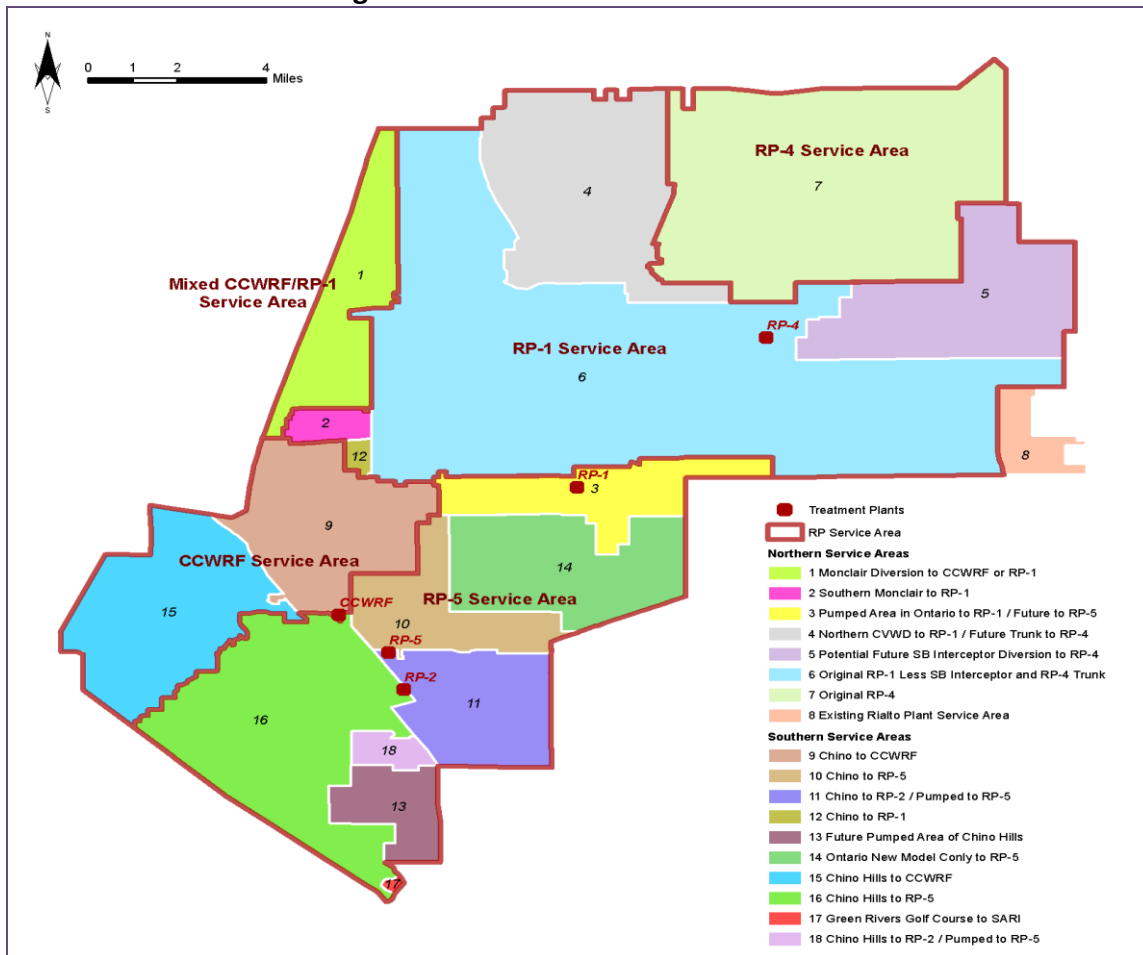 N
S
0 1 2 4
Miles
RP-4 Service Area
7
4
1
Mixed CCWRF/RP-1
Service Area
5
RP-4
RP-1 Service Area
6
2
12
8
RP-1
3
9
CCWRF Service Area
14
15
CCWRF
RP-5 Service Area
10
RP-5
RP-2
16
11
18
13
17
Treatment Plants
RP Service Area
Northern Service Areas
1 Monclair Diversion to CCWRF or RP-1
2 Southern Monclair to RP-1
3 Pumped Area in Ontario to RP-1 / Future to RP-5
4 Northern CVWD to RP-1 / Future Trunk to RP-4
5 Potential Future SB Interceptor Diversion to RP-4
6 Original RP-1 Less SB Interceptor and RP-4 Trunk
7 Original RP-4
8 Existing Rialto Plant Service Area
Southern Service Areas
9 Chino to CCWRF
10 Chino to RP-5
11 Chino to RP-2 / Pumped to RP-5
12 Chino to RP-1
13 Future Pumped Area of Chino Hills
14 Ontario New Model Conly to RP-5
15 Chino Hills to CCWRF
16 Chino Hills to RP-5
17 Green Rivers Golf Course to SARI
18 Chino Hills to RP-2 / Pumped to RP-5